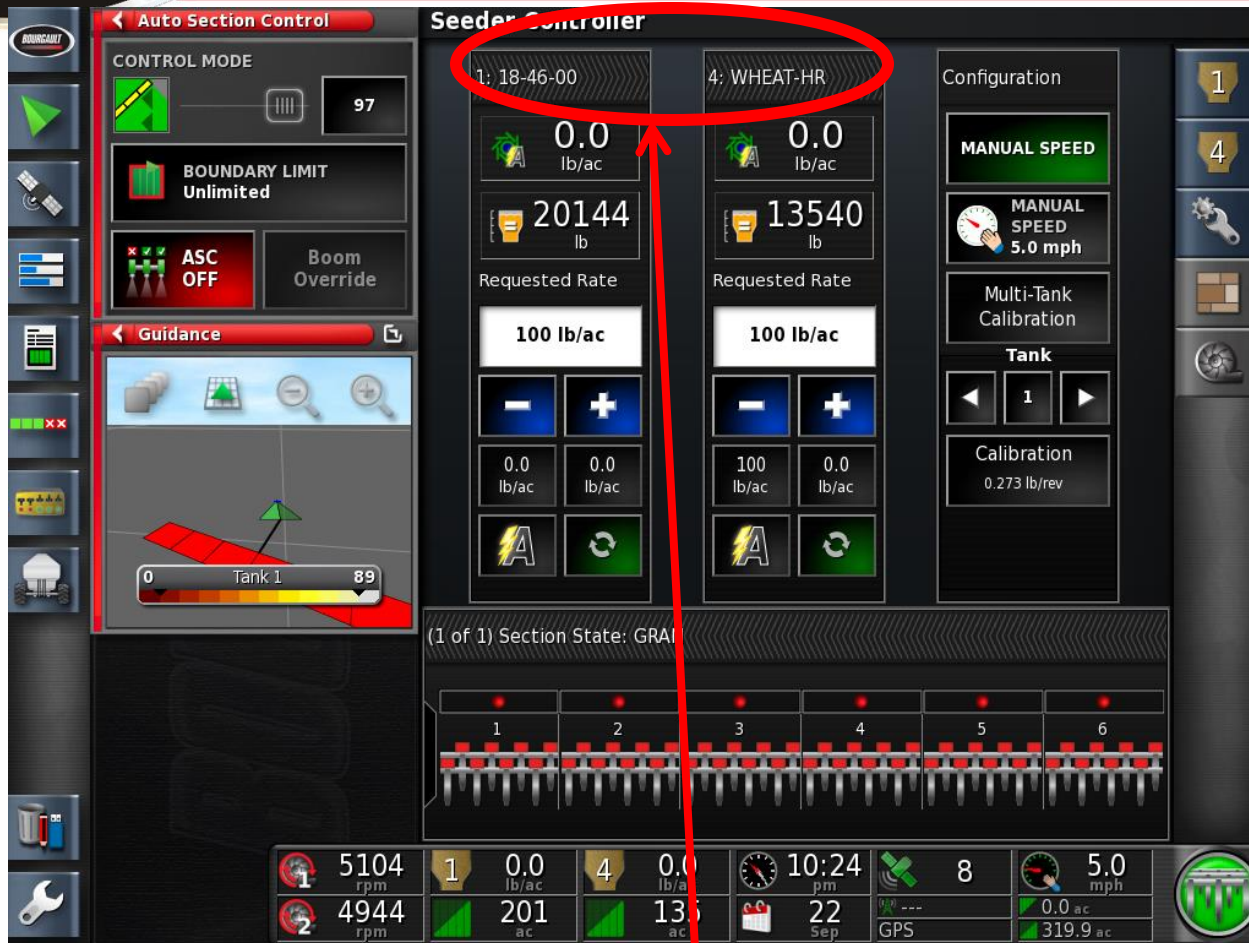 BOURGAULT
Auto Section Control
CONTROL MODE
97
BOUNDARY LIMIT
Unlimited
ASC
OFF
Boom
Override
Guidance
0 Tank 1 89
Seeder Controller
1: 18-46-00
0.0
lb/ac
20144
lb
Requested Rate
100 lb/ac
0.0
lb/ac
0.0
lb/ac
A
4: WHEAT-HR
0.0
lb/ac
13540
lb
Requested Rate
100 lb/ac
100
lb/ac
0.0
lb/ac
A
Configuration
MANUAL SPEED
MANUAL
SPEED
5.0 mph
Multi-Tank
Calibration
Tank
1
Calibration
0.273 lb/rev
1
4
(1 of 1) Section State: GRAN
1 2 3 4 5 6
1 5104
rpm
2 4944
rpm
1 0.0
lb/ac
201
ac
4 0.0
lb/a
135
ac
10:24
pm
22
Sep
8
---
GPS
5.0
mph
0.0 ac
319.9 ac